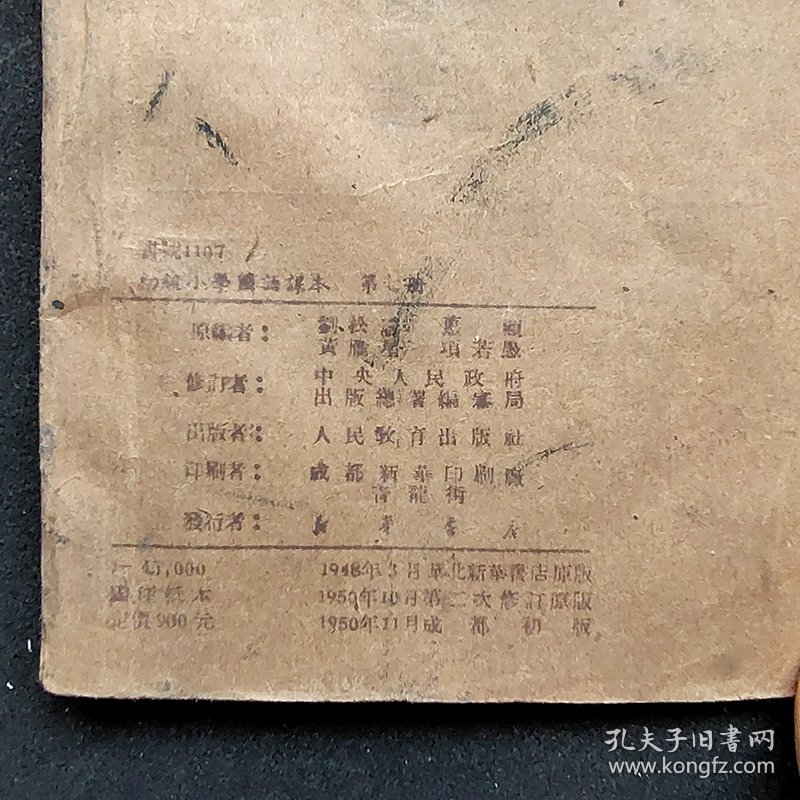 書號1107
初級小學國語課本 第七冊
原編者： 劉松濤 惠頌
黃雁星 項若愚
修訂者： 中央人民政府
出版總署編審局
出版者： 人民教育出版社
印刷者： 成都新華印刷廠
青龍街
發行者： 新華書店
45,000 1948年3月華北新華書店原版
1950年10月第二次修訂原版
定價900元 1950年11月成都初版
孔夫子旧书网
www.kongfz.com